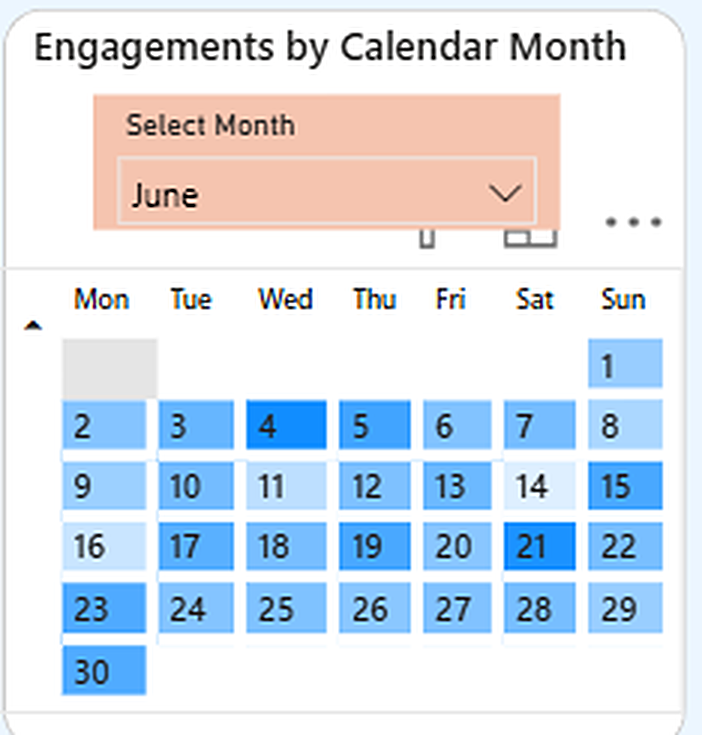 Engagements by Calendar Month
Select Month
June
Mon Tue Wed Thu Fri Sat Sun
1
2 3 4 5 6 7 8
9 10 11 12 13 14 15
16 17 18 19 20 21 22
23 24 25 26 27 28 29
30